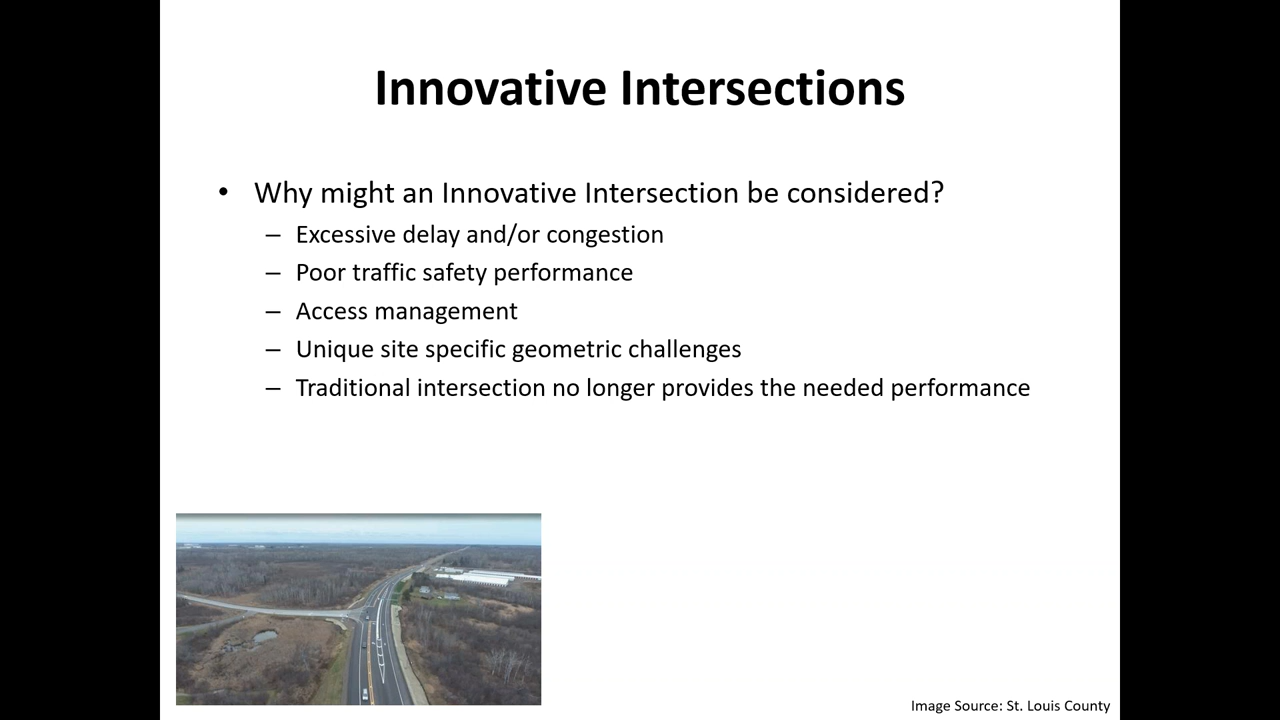 Innovative Intersections
• Why might an Innovative Intersection be considered?
– Excessive delay and/or congestion
– Poor traffic safety performance
– Access management
– Unique site specific geometric challenges
– Traditional intersection no longer provides the needed performance
Image Source: St. Louis County